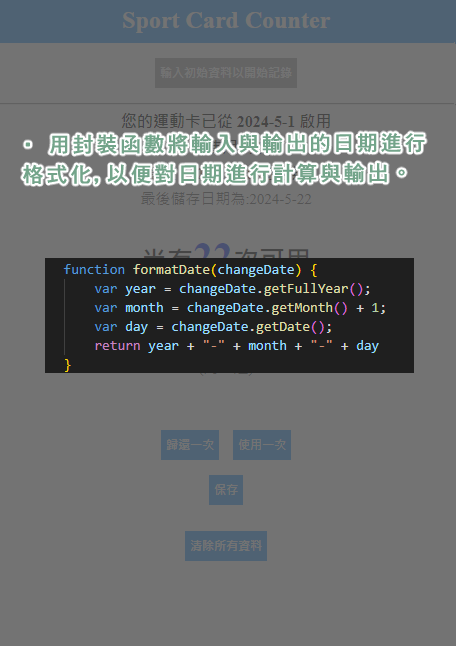 Sport Card Counter
輸入初始資料以開始記錄
您的運動卡已從 2024-5-1 啟用
· 用封裝函數將輸入與輸出的日期進行
格式化,以便對日期進行計算與輸出。
最後儲存日期為:2024-5-22
尚有22次可用
function formatDate(changeDate) {
var year = changeDate.getFullYear();
var month = changeDate.getMonth() + 1;
var day = changeDate.getDate();
return year + "-" + month + "-" + day
}
歸還一次 使用一次
保存
清除所有資料